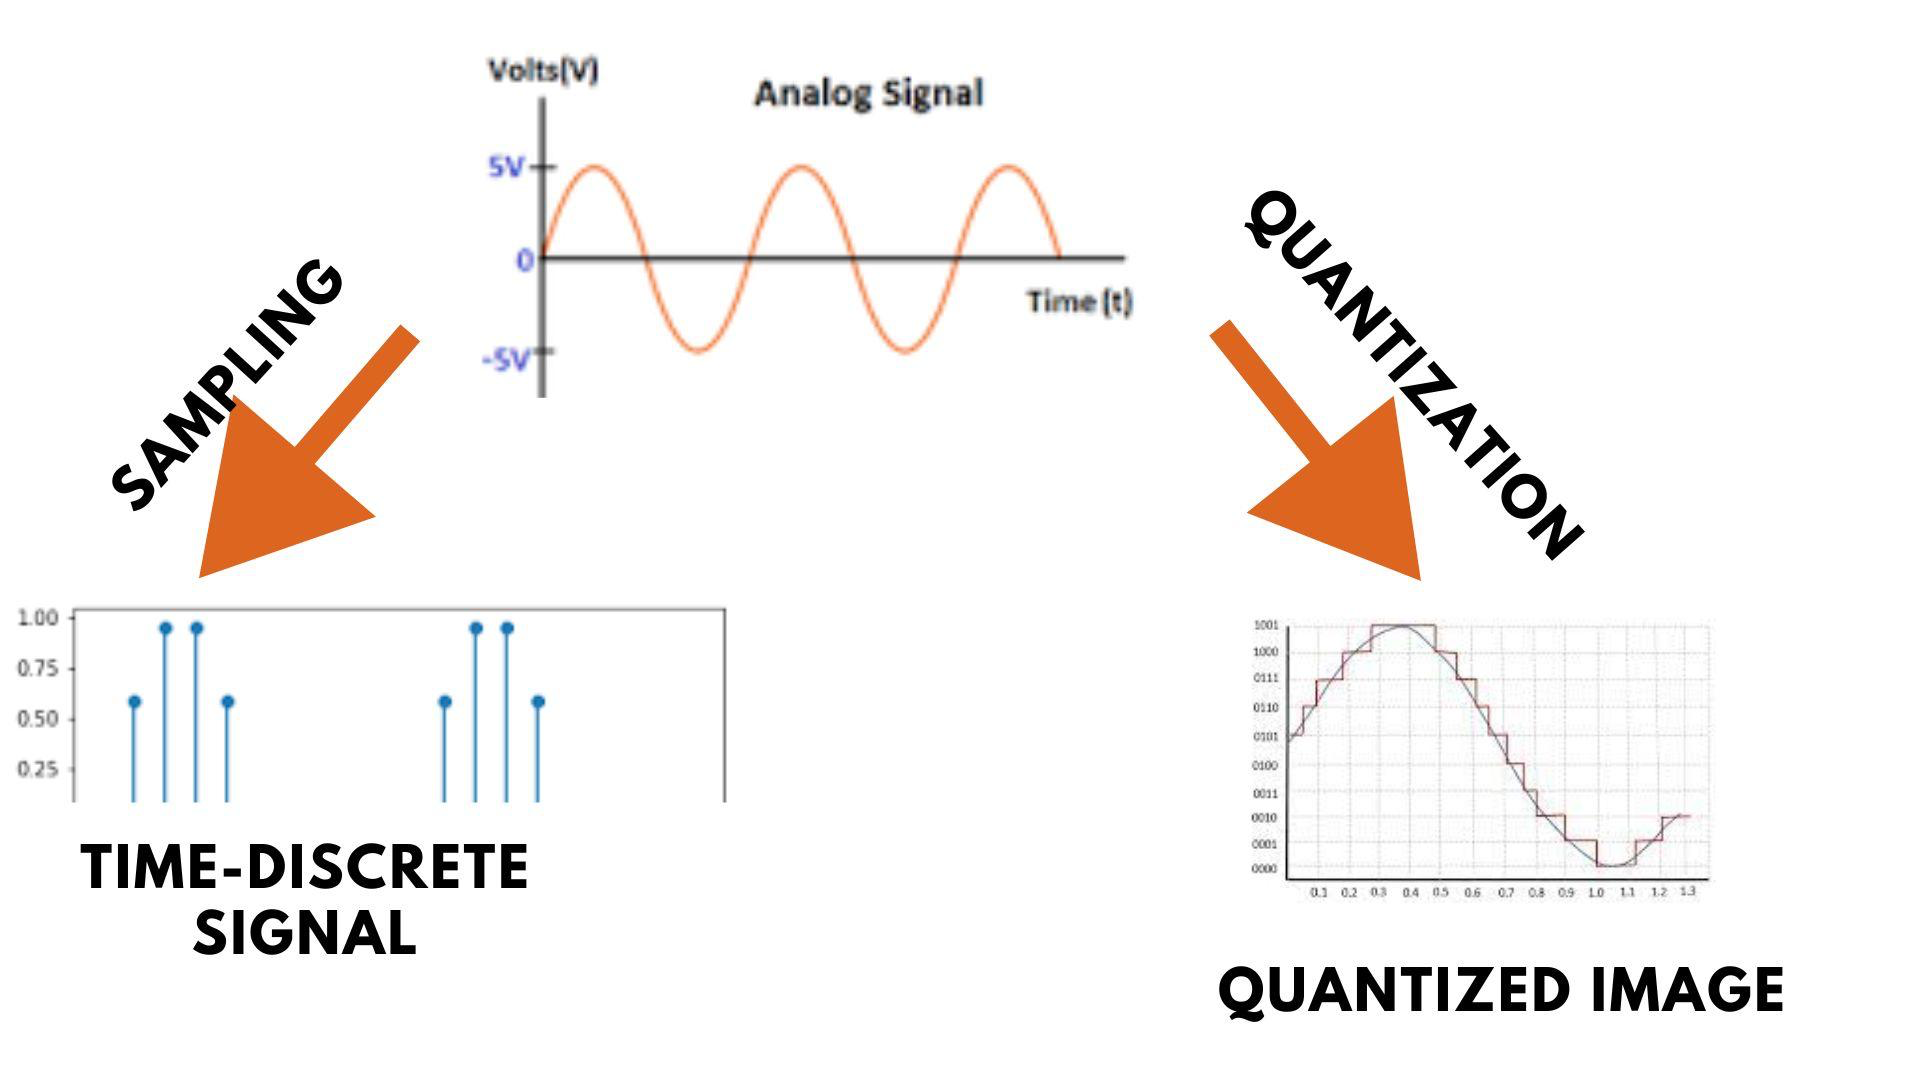 Volts(V)
Analog Signal
5V
0
-5V
Time (t)
SAMPLING
QUANTIZATION
1.00
0.75
0.50
0.25
TIME-DISCRETE
SIGNAL
1001
1000
0111
0110
0101
0100
0011
0010
0001
0000
0.1 0.2 0.3 0.4 0.5 0.6 0.7 0.8 0.9 1.0 1.1 1.2 1.3
QUANTIZED IMAGE